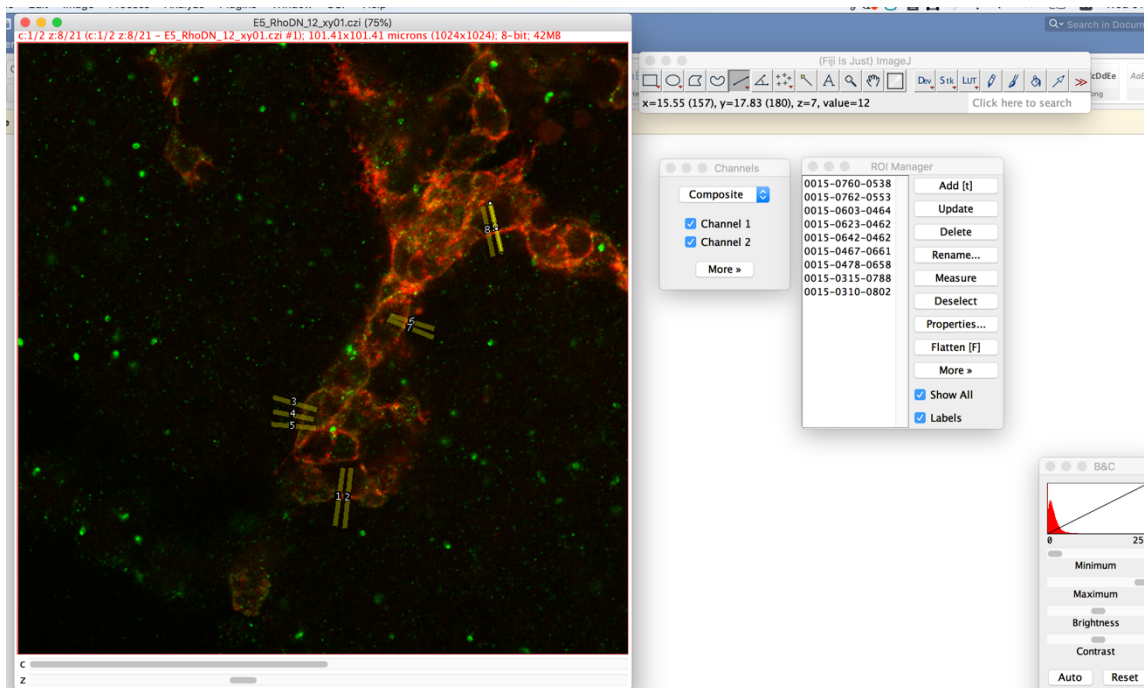 E5_RhoDN_12_xy01.czi (75%)
c:1/2 z:8/21 (c:1/2 z:8/21 - E5_RhoDN_12_xy01.czi #1); 101.41x101.41 microns (1024x1024); 8-bit; 42MB
8
6
7
3
4
5
1 2
c
z
Search in Docum
(Fiji Is Just) ImageJ
A
Dev Stk LUT
x=15.55 (157), y=17.83 (180), z=7, value=12
Click here to search
Channels
Composite
Channel 1
Channel 2
More »
ROI Manager
0015-0760-0538
0015-0762-0553
0015-0603-0464
0015-0623-0462
0015-0642-0462
0015-0467-0661
0015-0478-0658
0015-0315-0788
0015-0310-0802
Add [t]
Update
Delete
Rename...
Measure
Deselect
Properties...
Flatten [F]
More »
Show All
Labels
B&C
0 25
Minimum
Maximum
Brightness
Contrast
Auto Reset